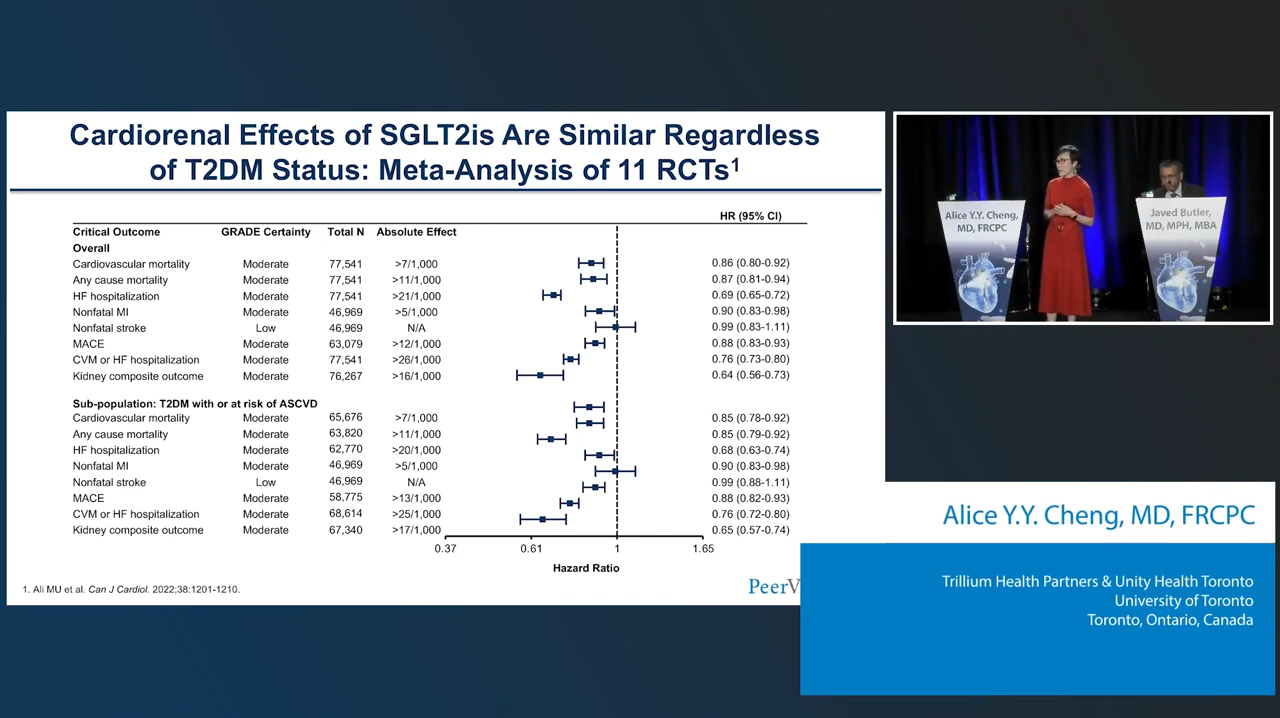 Cardiorenal Effects of SGLT2is Are Similar Regardless
of T2DM Status: Meta-Analysis of 11 RCTs¹
HR (95% CI)
Critical Outcome GRADE Certainty Total N Absolute Effect
Overall
Cardiovascular mortality Moderate 77,541 >7/1,000 0.86 (0.80-0.92)
Any cause mortality Moderate 77,541 >11/1,000 0.87 (0.81-0.94)
HF hospitalization Moderate 77,541 >21/1,000 0.69 (0.65-0.72)
Nonfatal MI Moderate 46,969 >5/1,000 0.90 (0.83-0.98)
Nonfatal stroke Low 46,969 N/A 0.99 (0.83-1.11)
MACE Moderate 63,079 >12/1,000 0.88 (0.83-0.93)
CVM or HF hospitalization Moderate 77,541 >26/1,000 0.76 (0.73-0.80)
Kidney composite outcome Moderate 76,267 >16/1,000 0.64 (0.56-0.73)
Sub-population: T2DM with or at risk of ASCVD
Cardiovascular mortality Moderate 65,676 >7/1,000 0.85 (0.78-0.92)
Any cause mortality Moderate 63,820 >11/1,000 0.85 (0.79-0.92)
HF hospitalization Moderate 62,770 >20/1,000 0.68 (0.63-0.74)
Nonfatal MI Moderate 46,969 >5/1,000 0.90 (0.83-0.98)
Nonfatal stroke Low 46,969 N/A 0.99 (0.88-1.11)
MACE Moderate 58,775 >13/1,000 0.88 (0.82-0.93)
CVM or HF hospitalization Moderate 68,614 >25/1,000 0.76 (0.72-0.80)
Kidney composite outcome Moderate 67,340 >17/1,000 0.65 (0.57-0.74)
0.37 0.61 1 1.65
Hazard Ratio
1. Ali MU et al. Can J Cardiol. 2022;38:1201-1210.
PeerV
Alice Y.Y. Cheng,
MD, FRCPC
Javed Butler,
MD, MPH, MBA
Alice Y.Y. Cheng, MD, FRCPC
Trillium Health Partners & Unity Health Toronto
University of Toronto
Toronto, Ontario, Canada